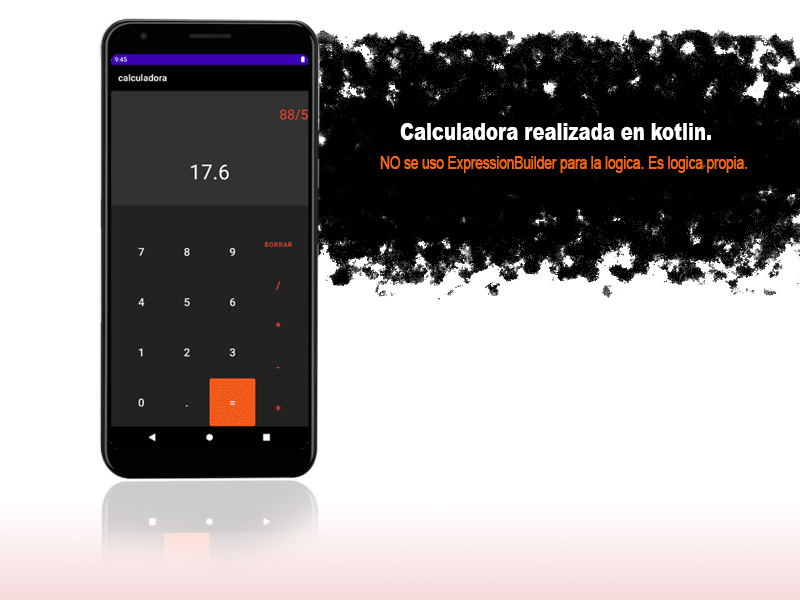 9:45
calculadora
88/5
17.6
7 8 9 BORRAR
/
4 5 6
*
1 2 3
-
0 . =
+
Calculadora realizada en kotlin.
NO se uso ExpressionBuilder para la logica. Es logica propia.